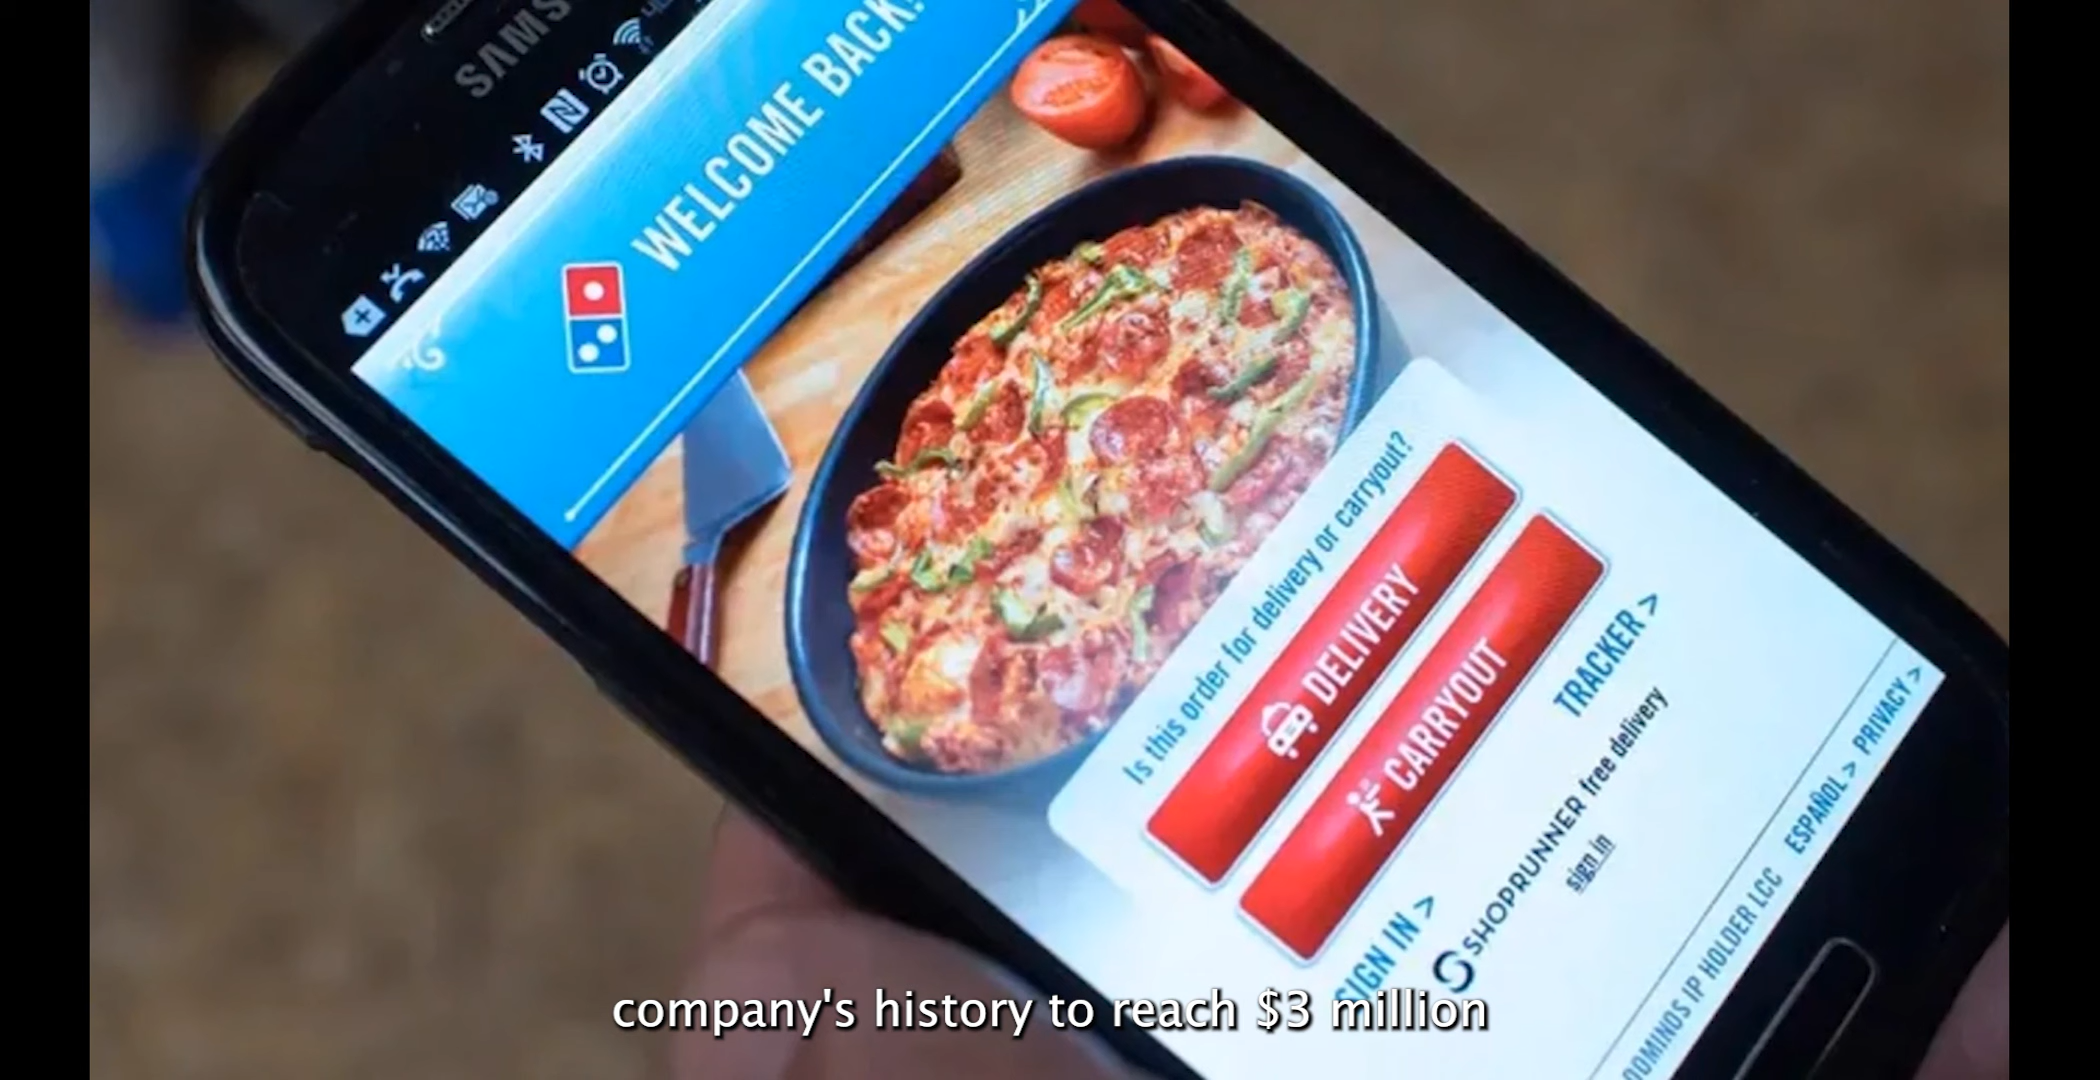 SAMS
WELCOME BACK!
Is this order for delivery or carryout?
DELIVERY
CARRYOUT
SIGN IN >
TRACKER >
SHOPRUNNER free delivery
sign in
DOMINOS IP HOLDER LCC
ESPAÑOL >
PRIVACY >
company's history to reach $3 million